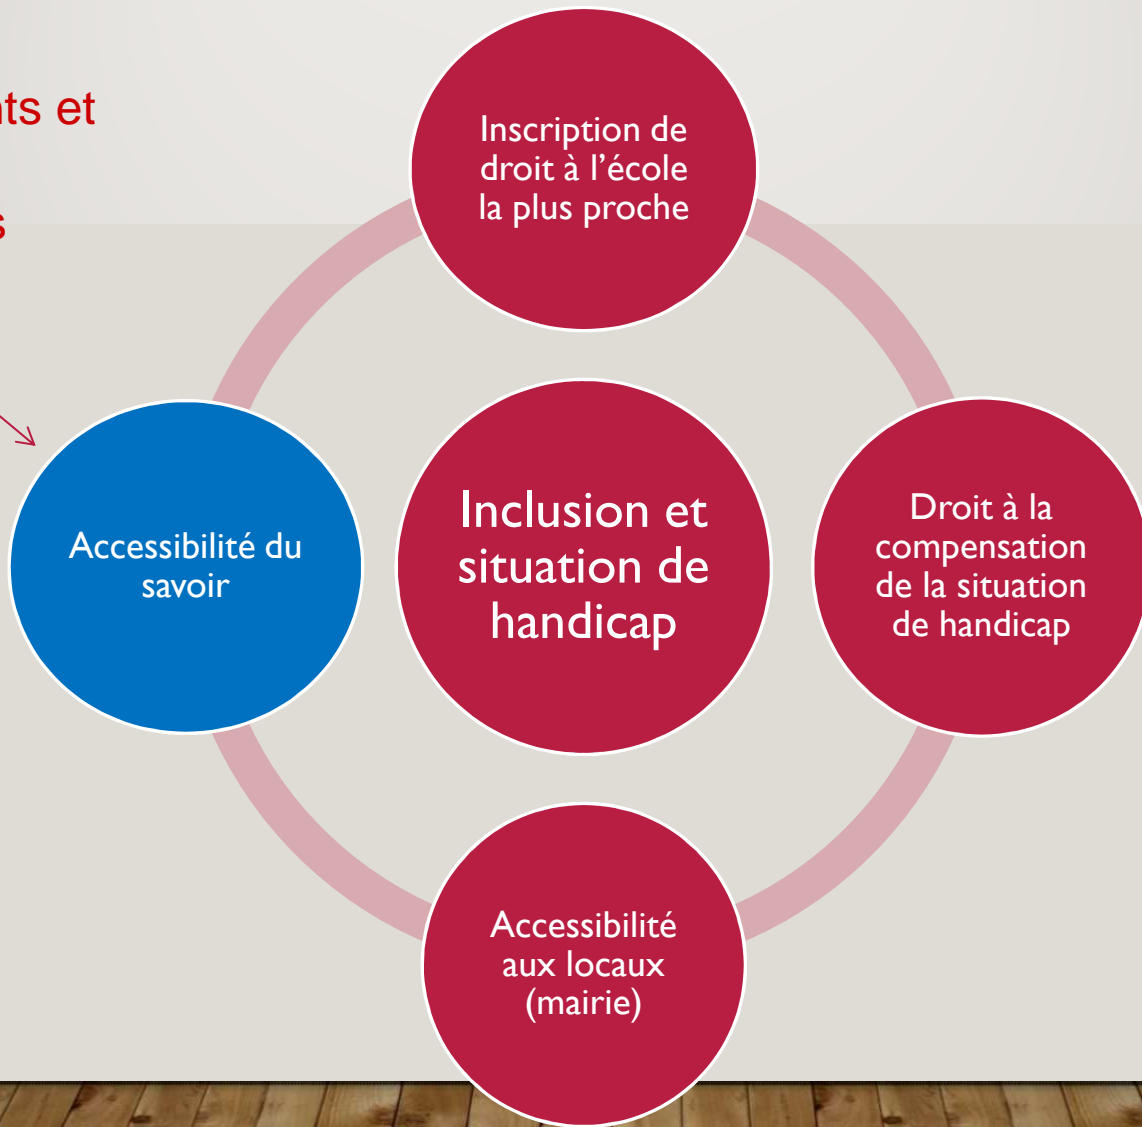 nts et
s
Inscription de
droit à l’école
la plus proche
Accessibilité du
savoir
Inclusion et
situation de
handicap
Droit à la
compensation
de la situation
de handicap
Accessibilité
aux locaux
(mairie)